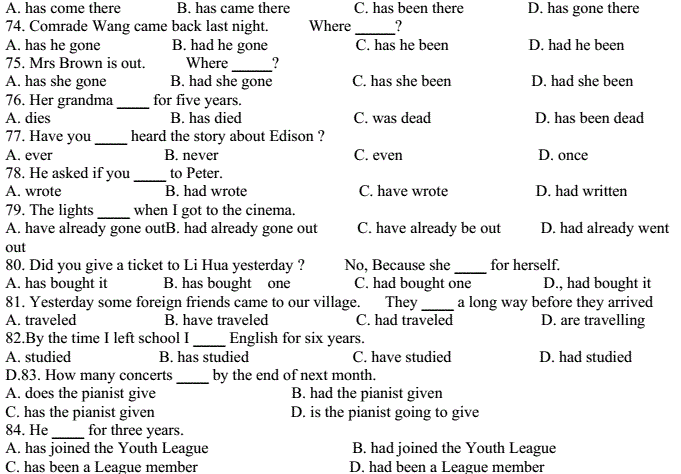 A. has come there B. has came there C. has been there D. has gone there
74. Comrade Wang came back last night. Where _____?
A. has he gone B. had he gone C. has he been D. had he been
75. Mrs Brown is out. Where _____?
A. has she gone B. had she gone C. has she been D. had she been
76. Her grandma ____ for five years.
A. dies B. has died C. was dead D. has been dead
77. Have you ____ heard the story about Edison ?
A. ever B. never C. even D. once
78. He asked if you ____ to Peter.
A. wrote B. had wrote C. have wrote D. had written
79. The lights ____ when I got to the cinema.
A. have already gone outB. had already gone out C. have already be out D. had already went
out
80. Did you give a ticket to Li Hua yesterday ? No, Because she ____ for herself.
A. has bought it B. has bought one C. had bought one D., had bought it
81. Yesterday some foreign friends came to our village. They ____ a long way before they arrived
A. traveled B. have traveled C. had traveled D. are travelling
82.By the time I left school I ____ English for six years.
A. studied B. has studied C. have studied D. had studied
D.83. How many concerts ____ by the end of next month.
A. does the pianist give B. had the pianist given
C. has the pianist given D. is the pianist going to give
84. He ____ for three years.
A. has joined the Youth League B. had joined the Youth League
C. has been a League member D. had been a League member